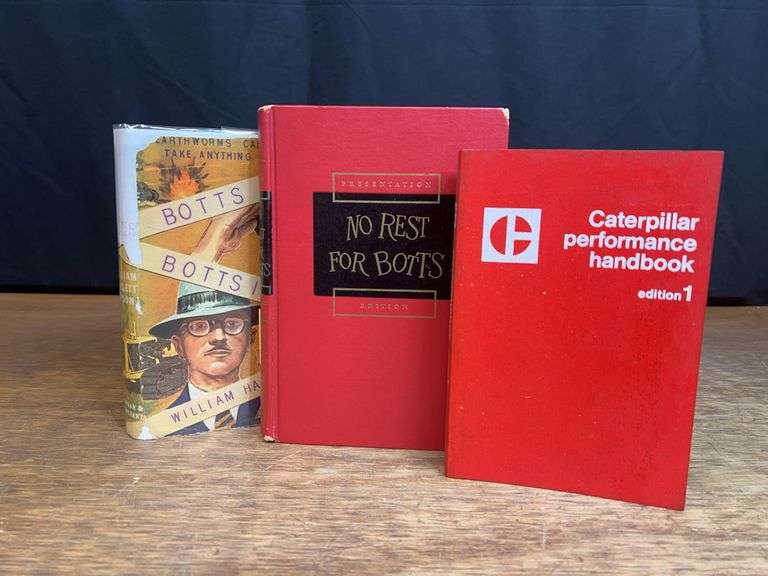 EARTHWORMS CA
TAKE, ANYTHING
BOTTS
BOTTS I
WILLIAM HA
PRESENTATION
NO REST
FOR BOTTS
EDITION
C
Caterpillar
performance
handbook
edition 1